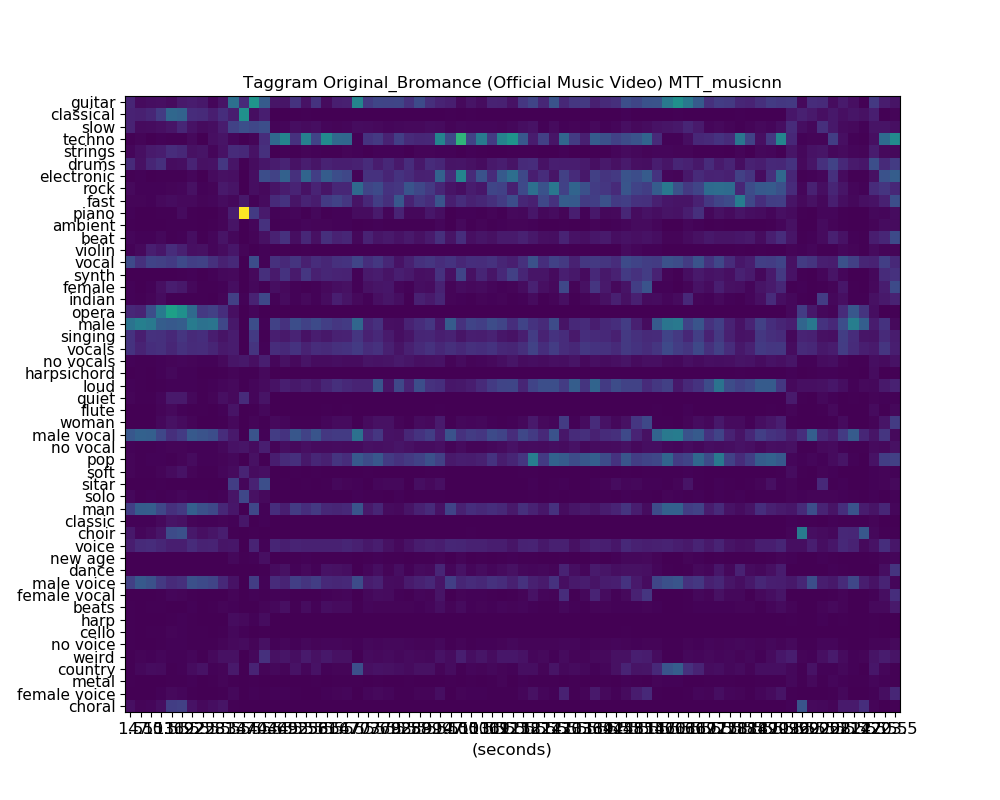 Taggram Original_Bromance (Official Music Video) MTT_musicnn
guitar
classical
slow
techno
strings
drums
electronic
rock
fast
piano
ambient
beat
violin
vocal
synth
female
indian
opera
male
singing
vocals
no vocals
harpsichord
loud
quiet
flute
woman
male vocal
no vocal
pop
soft
sitar
solo
man
classic
choir
voice
new age
dance
male voice
female vocal
beats
harp
cello
no voice
weird
country
metal
female voice
choral
(seconds)